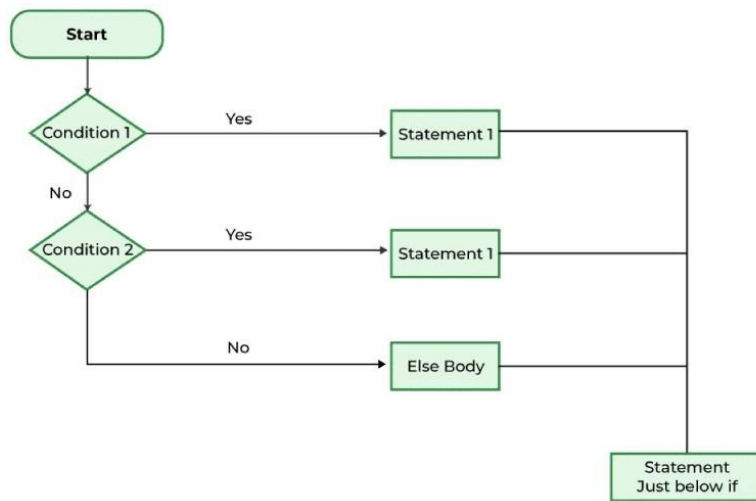 Start
Condition 1
Yes
Statement 1
No
Condition 2
Yes
Statement 1
No
Else Body
Statement
Just below if